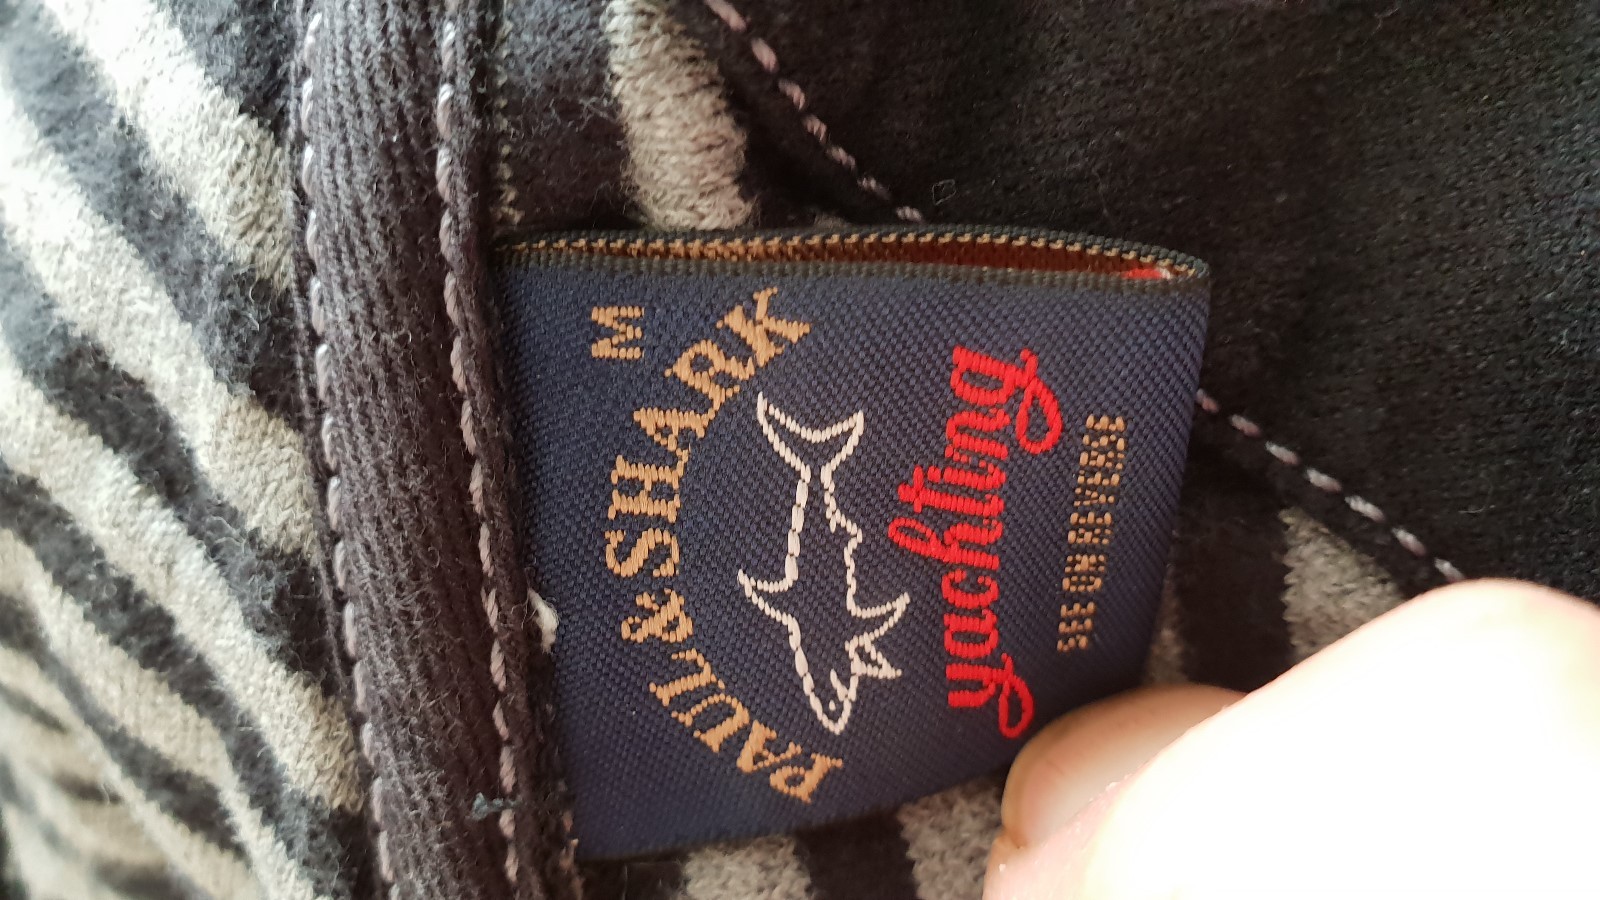 M
PAUL & SHARK
yachting
SEE ON REVERSE